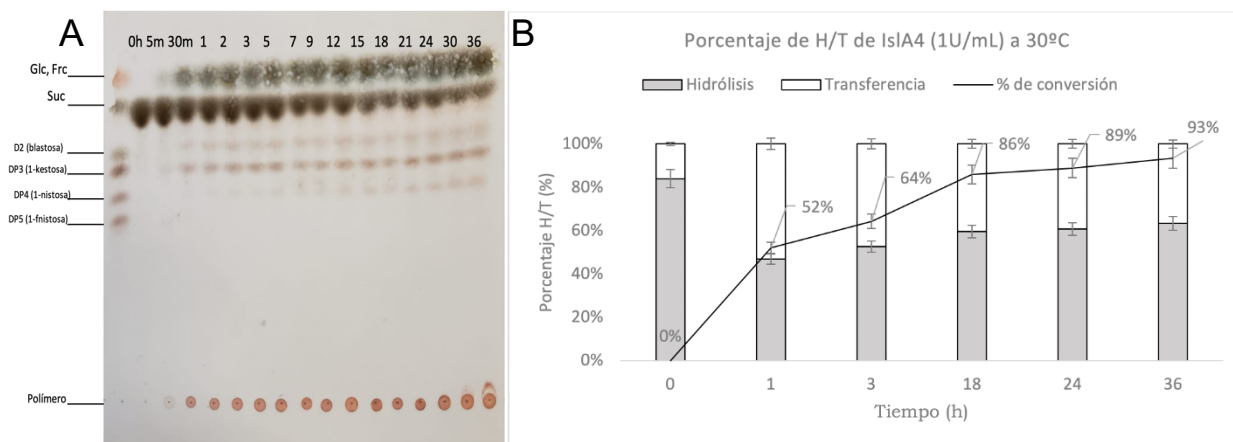 A
0h 5m 30m 1 2 3 5 7 9 12 15 18 21 24 30 36
Glc, Frc
Suc
D2 (blastosa)
DP3 (1-kestosa)
DP4 (1-nistosa)
DP5 (1-fnistosa)
Polímero
B
Porcentaje de H/T de IslA4 (1U/mL) a 30ºC
Hidrólisis Transferencia % de conversión
Porcentaje H/T (%)
100%
80%
60%
40%
20%
0%
0% 52% 64% 86% 89% 93%
0 1 3 18 24 36
Tiempo (h)